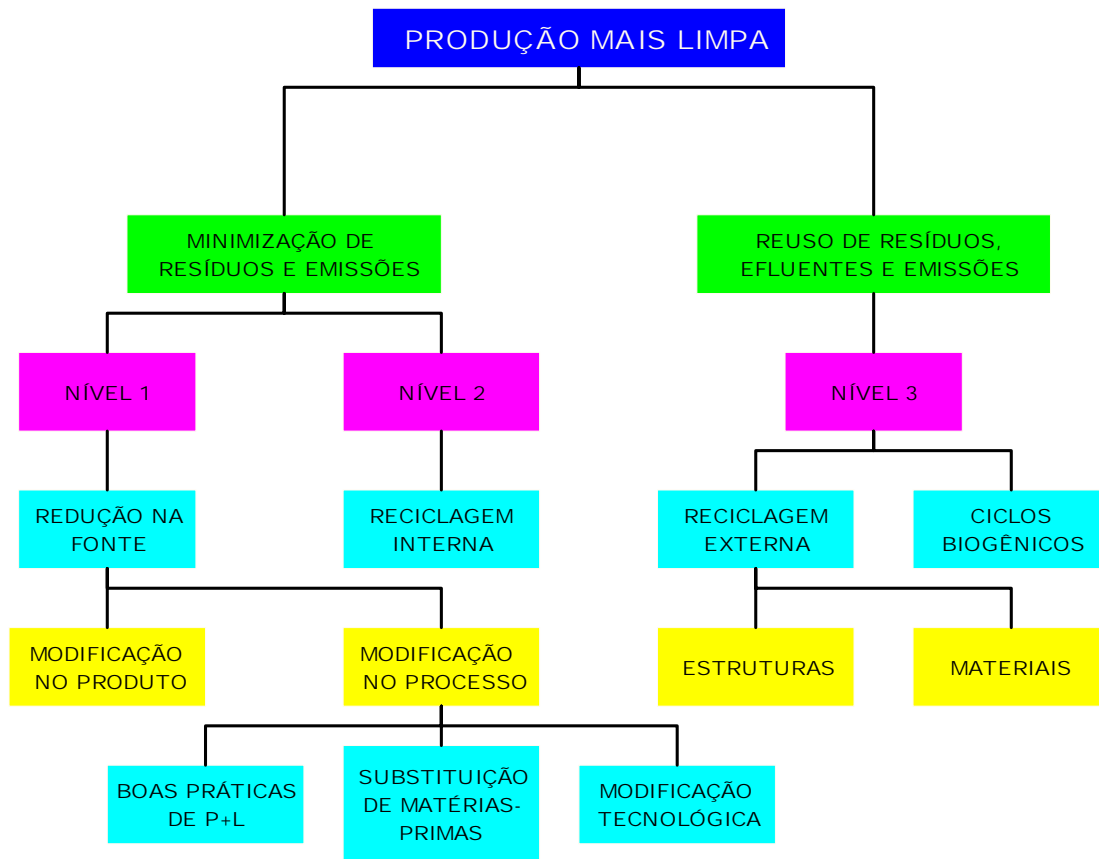 PRODUÇÃO MAIS LIMPA
MINIMIZAÇÃO DE
RESÍDUOS E EMISSÕES
REUSO DE RESÍDUOS,
EFLUENTES E EMISSÕES
NÍVEL 1
NÍVEL 2
NÍVEL 3
REDUÇÃO NA
FONTE
RECICLAGEM
INTERNA
RECICLAGEM
EXTERNA
CICLOS
BIOGÊNICOS
MODIFICAÇÃO
NO PRODUTO
MODIFICAÇÃO
NO PROCESSO
ESTRUTURAS
MATERIAIS
BOAS PRÁTICAS
DE P+L
SUBSTITUIÇÃO
DE MATÉRIAS-
PRIMAS
MODIFICAÇÃO
TECNOLÓGICA